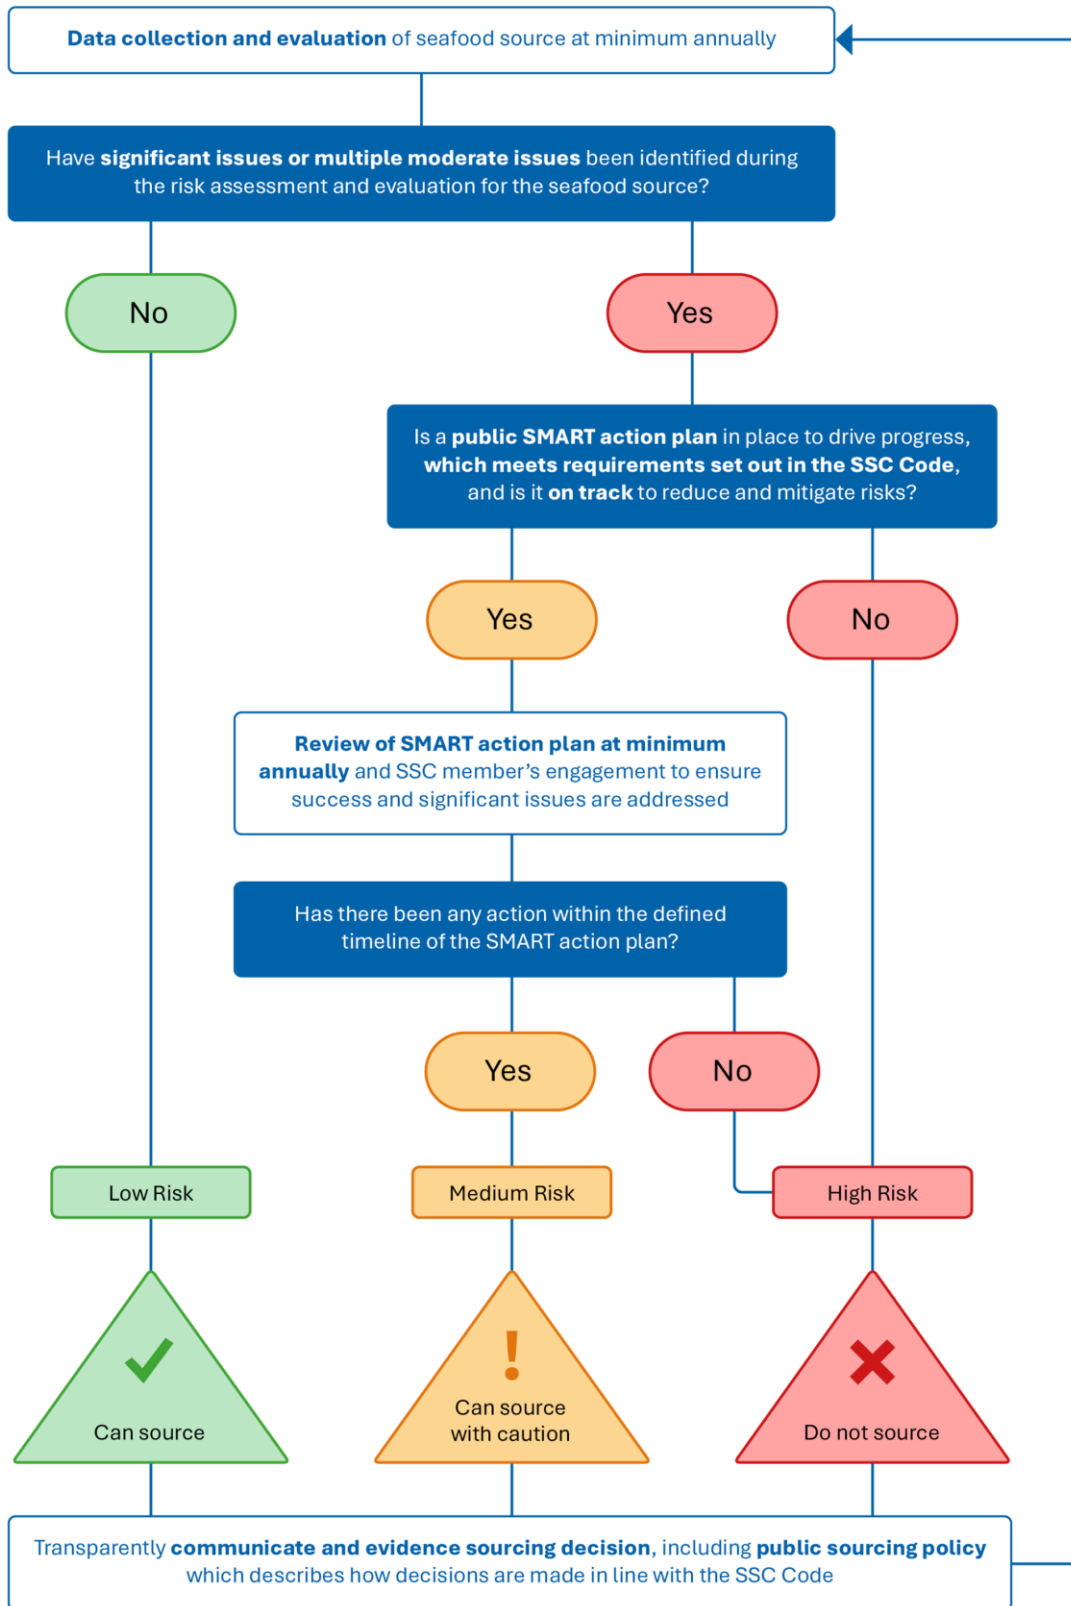 Data collection and evaluation of seafood source at minimum annually
Have significant issues or multiple moderate issues been identified during
the risk assessment and evaluation for the seafood source?
No
Yes
Is a public SMART action plan in place to drive progress,
which meets requirements set out in the SSC Code,
and is it on track to reduce and mitigate risks?
Yes
No
Review of SMART action plan at minimum
annually and SSC member’s engagement to ensure
success and significant issues are addressed
Has there been any action within the defined
timeline of the SMART action plan?
Yes
No
Low Risk
Medium Risk
High Risk
Can source
!
Can source
with caution
Do not source
Transparently communicate and evidence sourcing decision, including public sourcing policy
which describes how decisions are made in line with the SSC Code